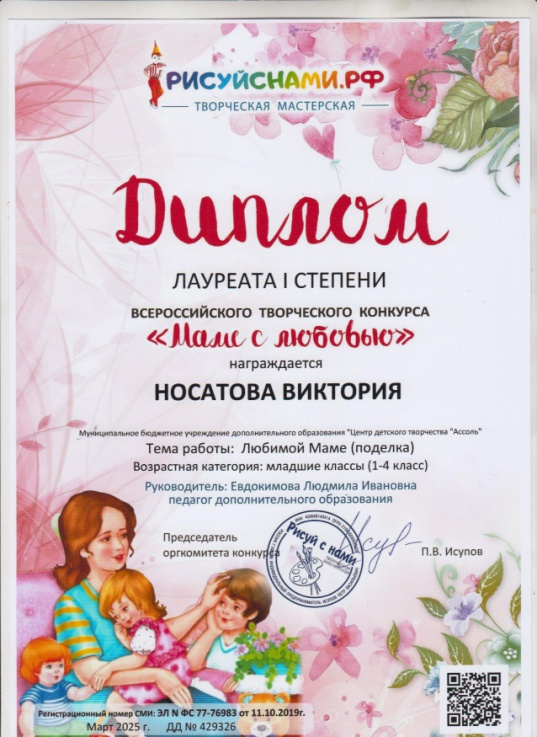 РИСУЙСНАМИ.РФ
ТВОРЧЕСКАЯ МАСТЕРСКАЯ
Диплом
ЛАУРЕАТА I СТЕПЕНИ
ВСЕРОССИЙСКОГО ТВОРЧЕСКОГО КОНКУРСА
«Маме с любовью»
награждается
НОСАТОВА ВИКТОРИЯ
Муниципальное бюджетное учреждение дополнительного образования "Центр детского творчества "Ассоль"
Тема работы: Любимой Маме (поделка)
Возрастная категория: младшие классы (1-4 класс)
Руководитель: Евдокимова Людмила Ивановна
педагог дополнительного образования
Председатель
оргкомитета конкурса
Рисуй с нами
П.В. Исупов
Регистрационный номер СМИ: ЭЛ N ФС 77-76983 от 11.10.2019г.
Март 2025 г. ДД № 429326